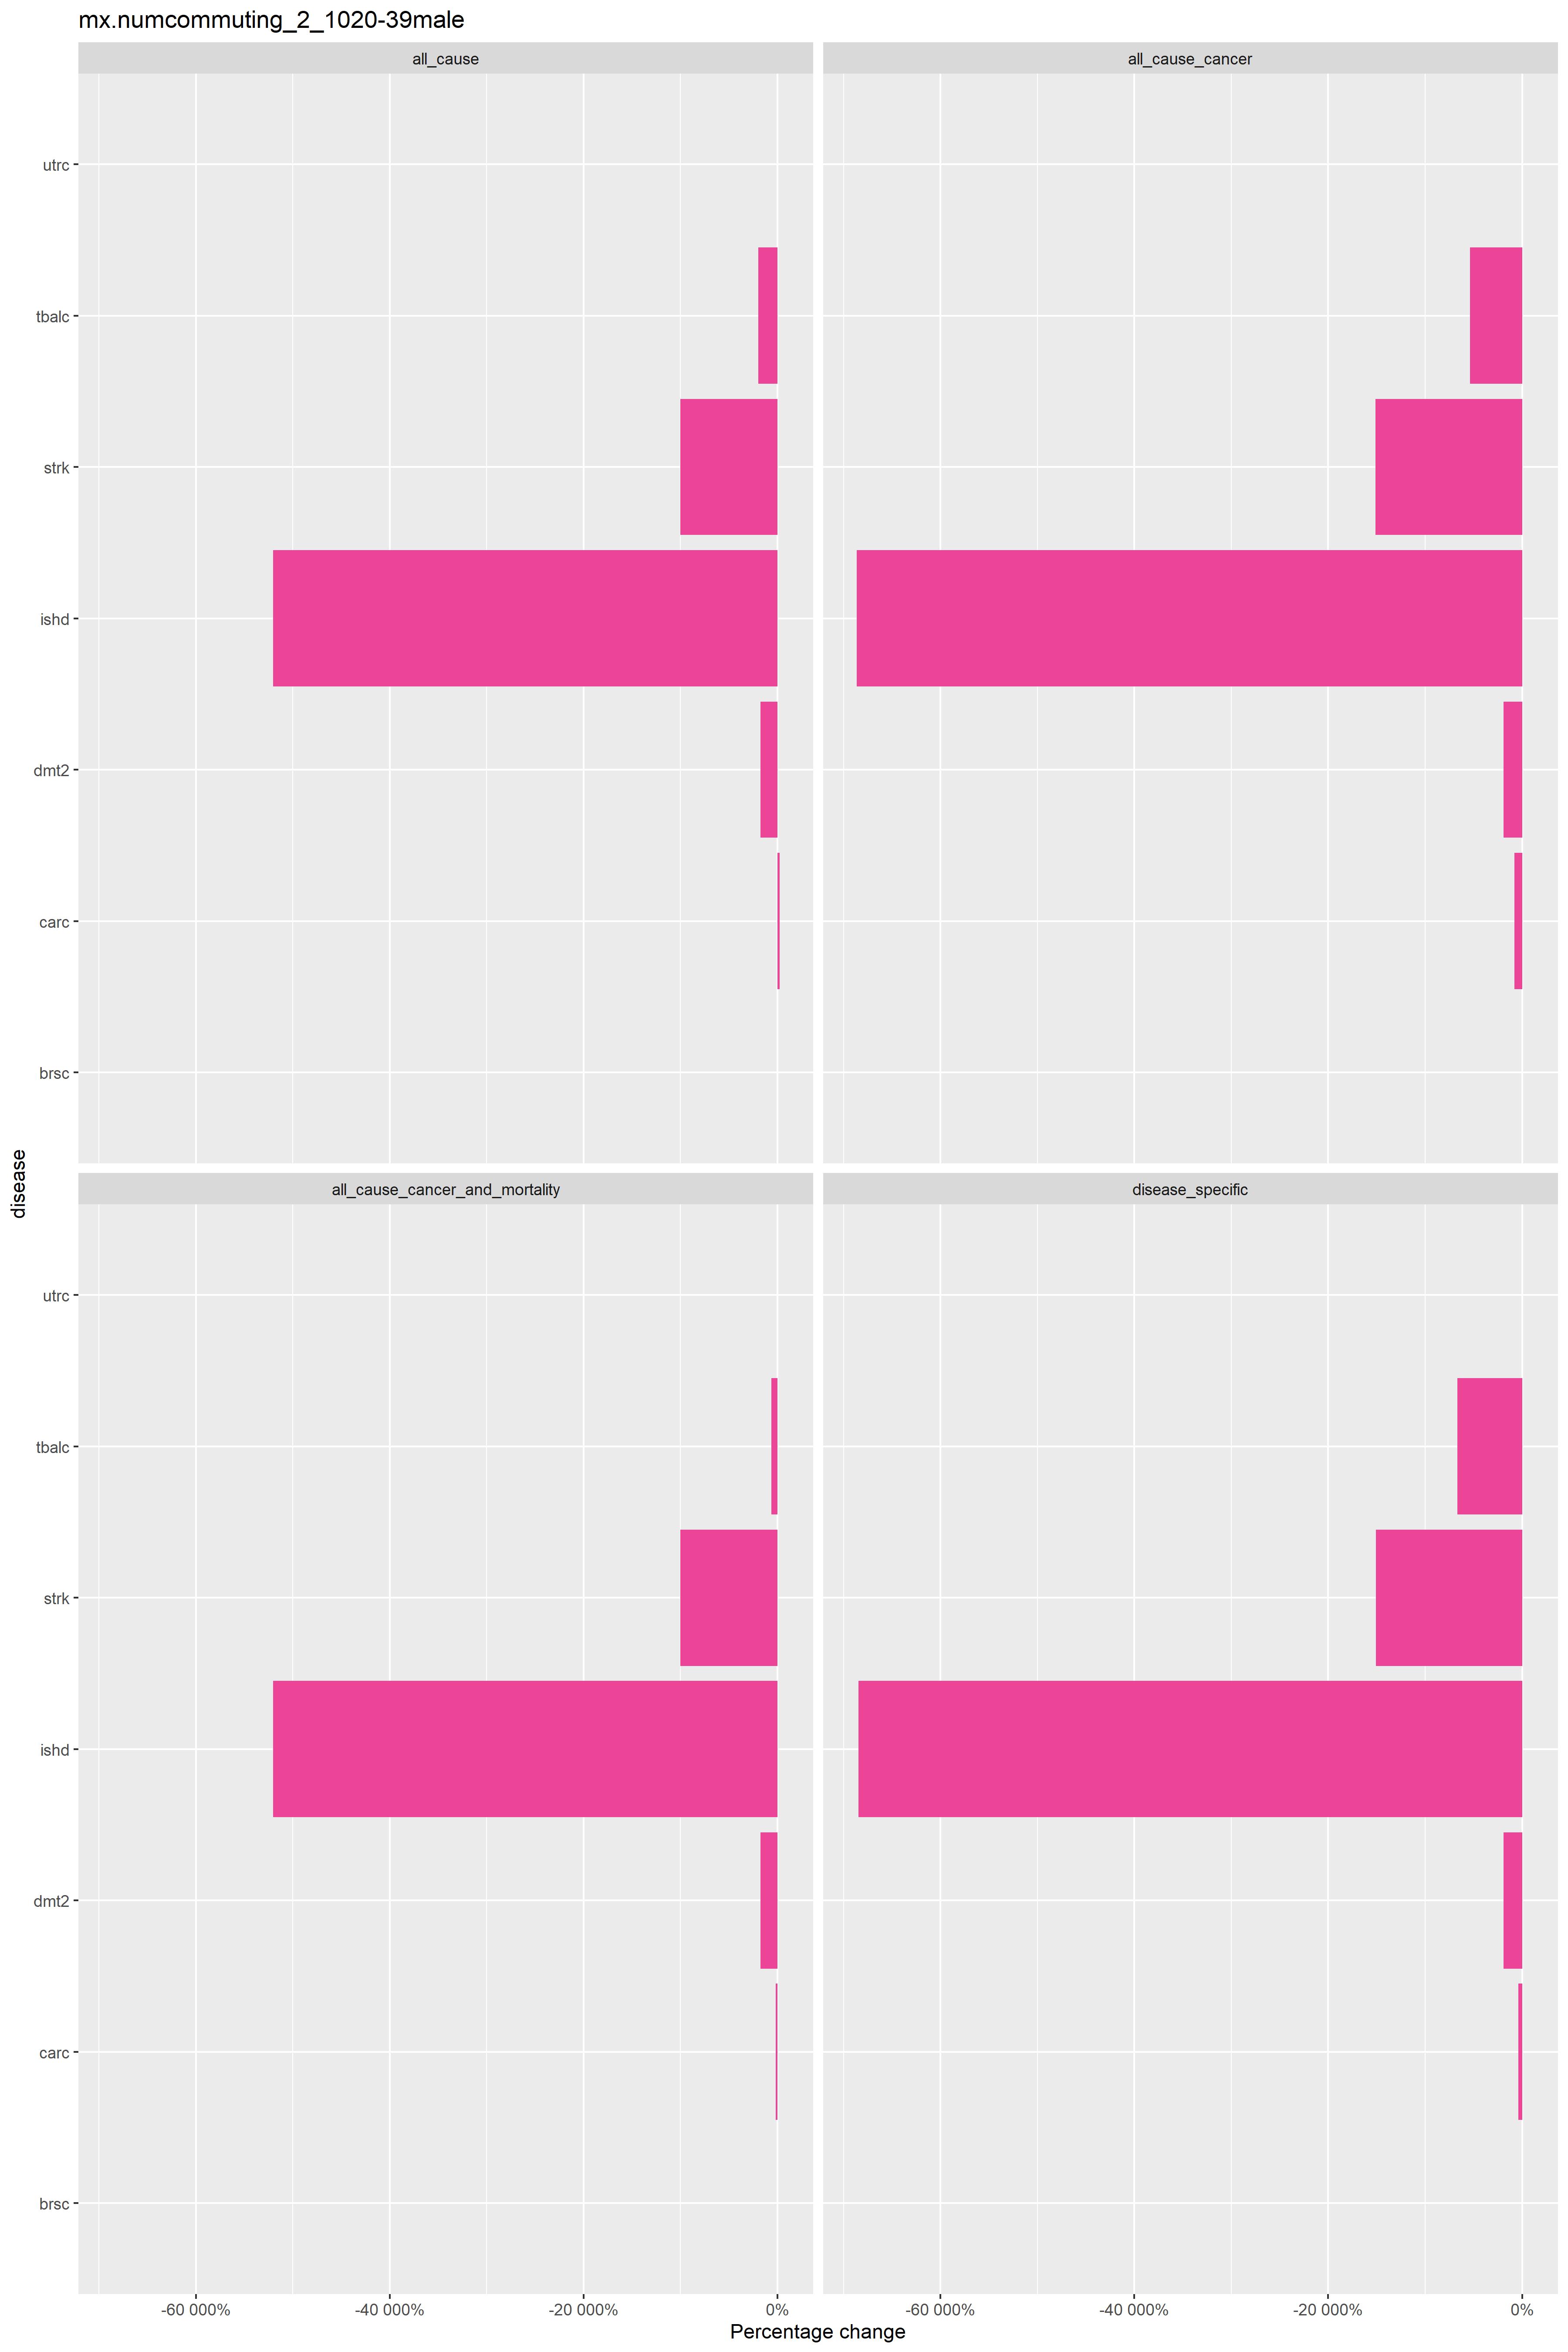 mx.numcommuting_2_1020-39male
all_cause
all_cause_cancer
utrc
tbalc
strk
ishd
dmt2
carc
brsc
disease
all_cause_cancer_and_mortality
disease_specific
utrc
tbalc
strk
ishd
dmt2
carc
brsc
-60 000% -40 000% -20 000% 0% -60 000% -40 000% -20 000% 0%
Percentage change